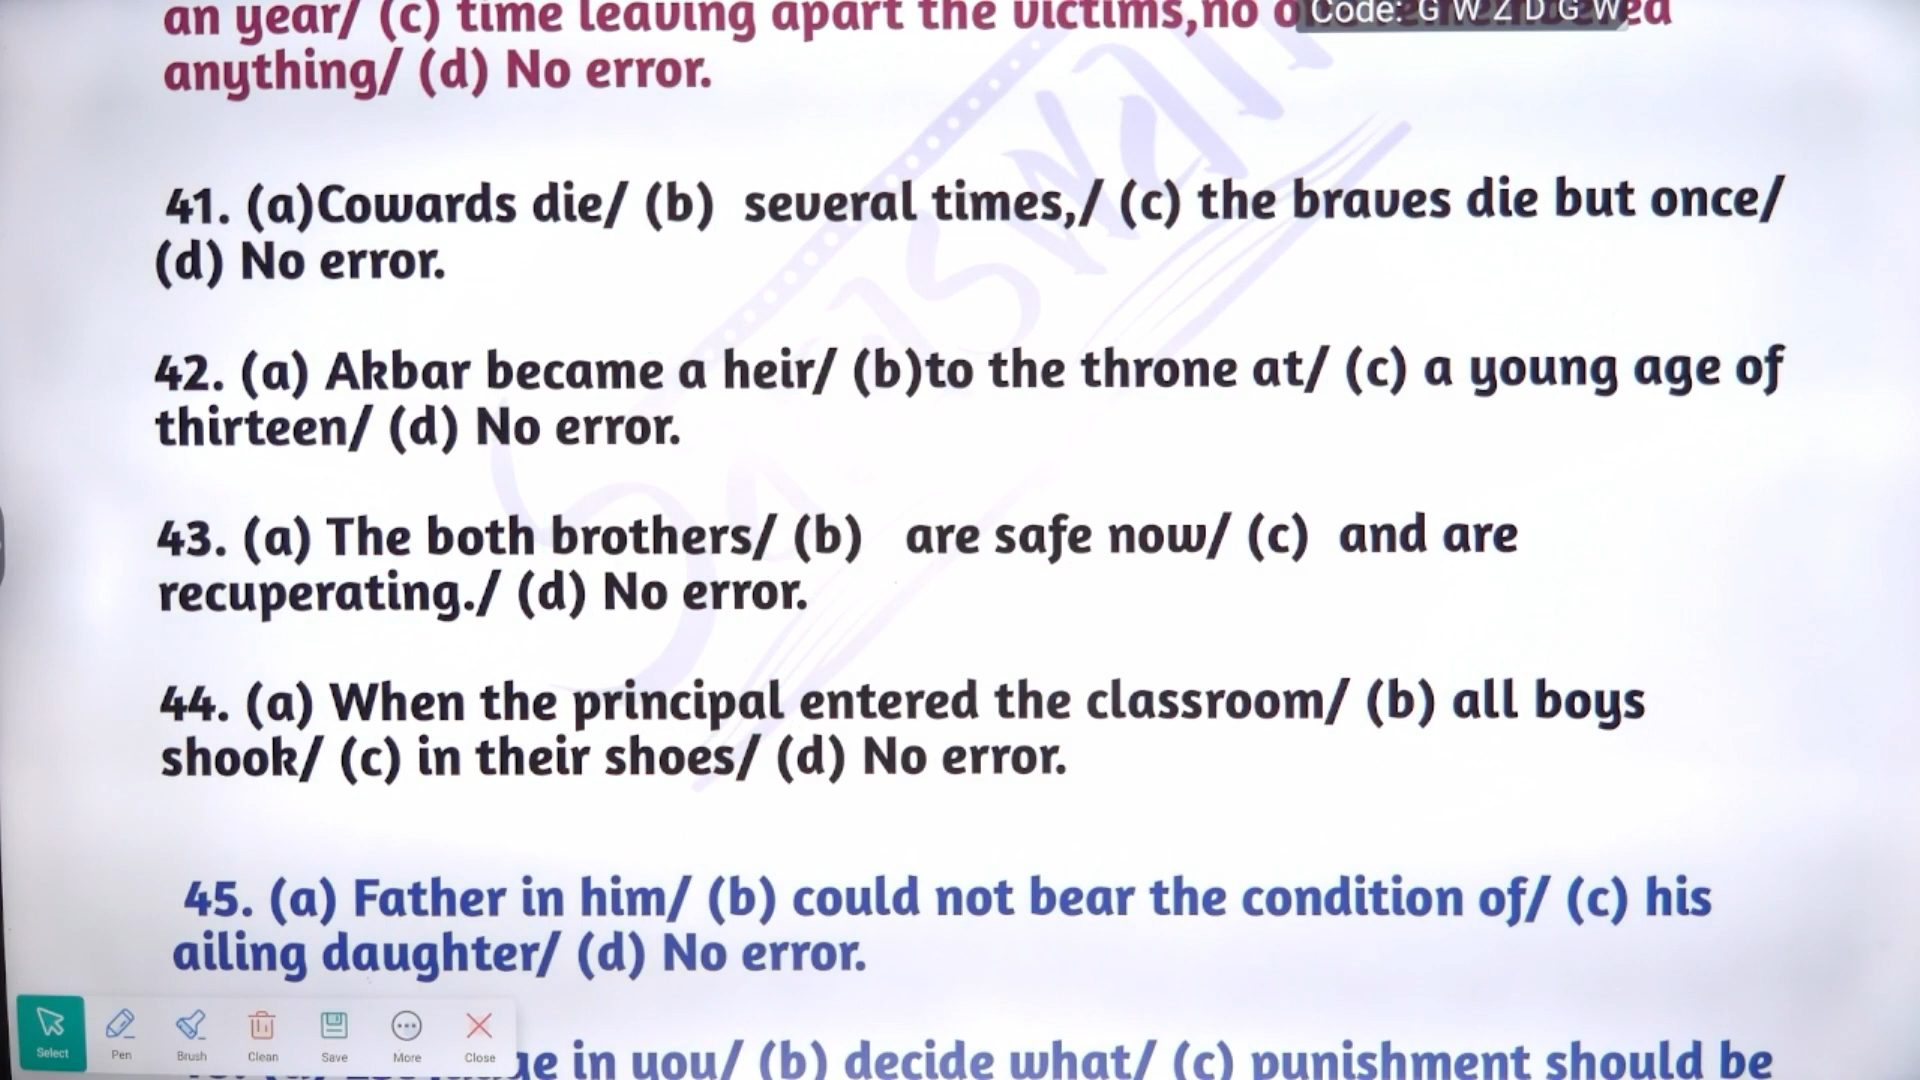 an year/ (c) time leaving apart the victims,no
Code: G W Z D G W
anything/ (d) No error.
41. (a)Cowards die/ (b) several times,/ (c) the braves die but once/
(d) No error.
42. (a) Akbar became a heir/ (b)to the throne at/ (c) a young age of
thirteen/ (d) No error.
43. (a) The both brothers/ (b) are safe now/ (c) and are
recuperating./ (d) No error.
44. (a) When the principal entered the classroom/ (b) all boys
shook/ (c) in their shoes/ (d) No error.
45. (a) Father in him/ (b) could not bear the condition of/ (c) his
ailing daughter/ (d) No error.
in you/ (b) decide what/ (c) punishment should be
Select Pen Brush Clean Save More Close